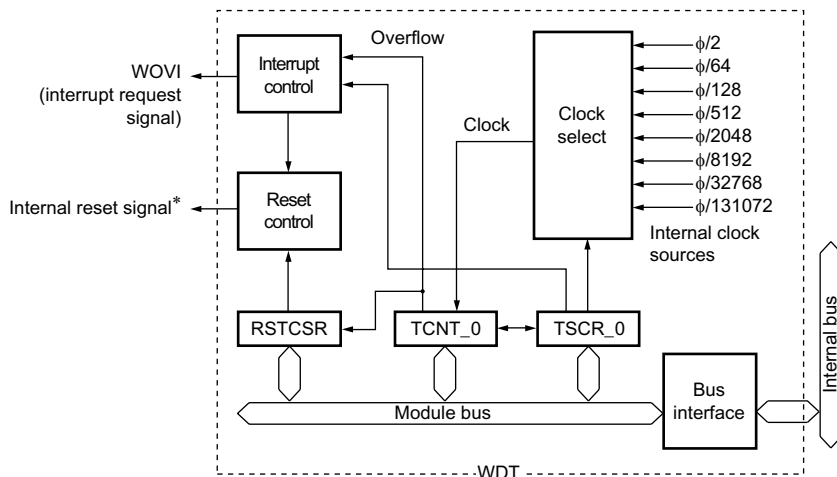 Overflow
WOVI
(interrupt request
signal)
Interrupt
control
Clock
Clock
select
ϕ/2
ϕ/64
ϕ/128
ϕ/512
ϕ/2048
ϕ/8192
ϕ/32768
ϕ/131072
Internal clock
sources
Internal reset signal*
Reset
control
RSTCSR
TCNT_0
TSCR_0
Module bus
Bus
interface
Internal bus
WDT